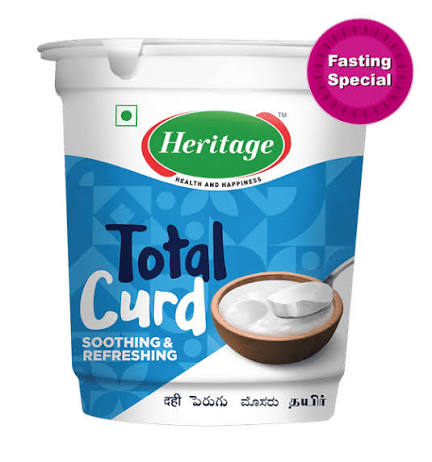 Fasting
Special
Heritage
TM
HEALTH AND HAPPINESS
Total
Curd
SOOTHING &
REFRESHING
दही పెరుగు ಮೊಸರು தயிர்